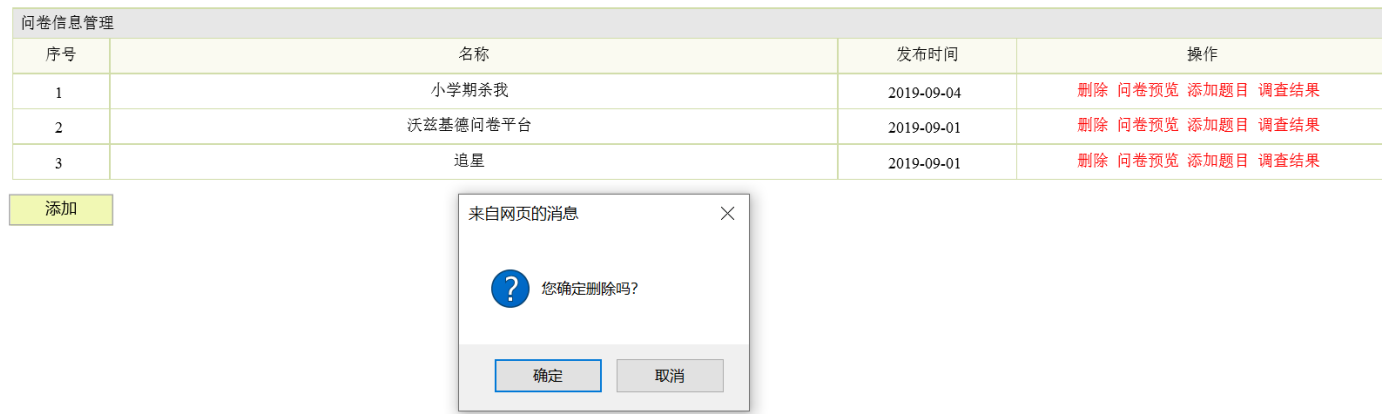 问卷信息管理
序号 名称 发布时间 操作
1 小学期杀我 2019-09-04 删除 问卷预览 添加题目 调查结果
2 沃兹基德问卷平台 2019-09-01 删除 问卷预览 添加题目 调查结果
3 追星 2019-09-01 删除 问卷预览 添加题目 调查结果
添加
来自网页的消息
您确定删除吗?
确定 取消